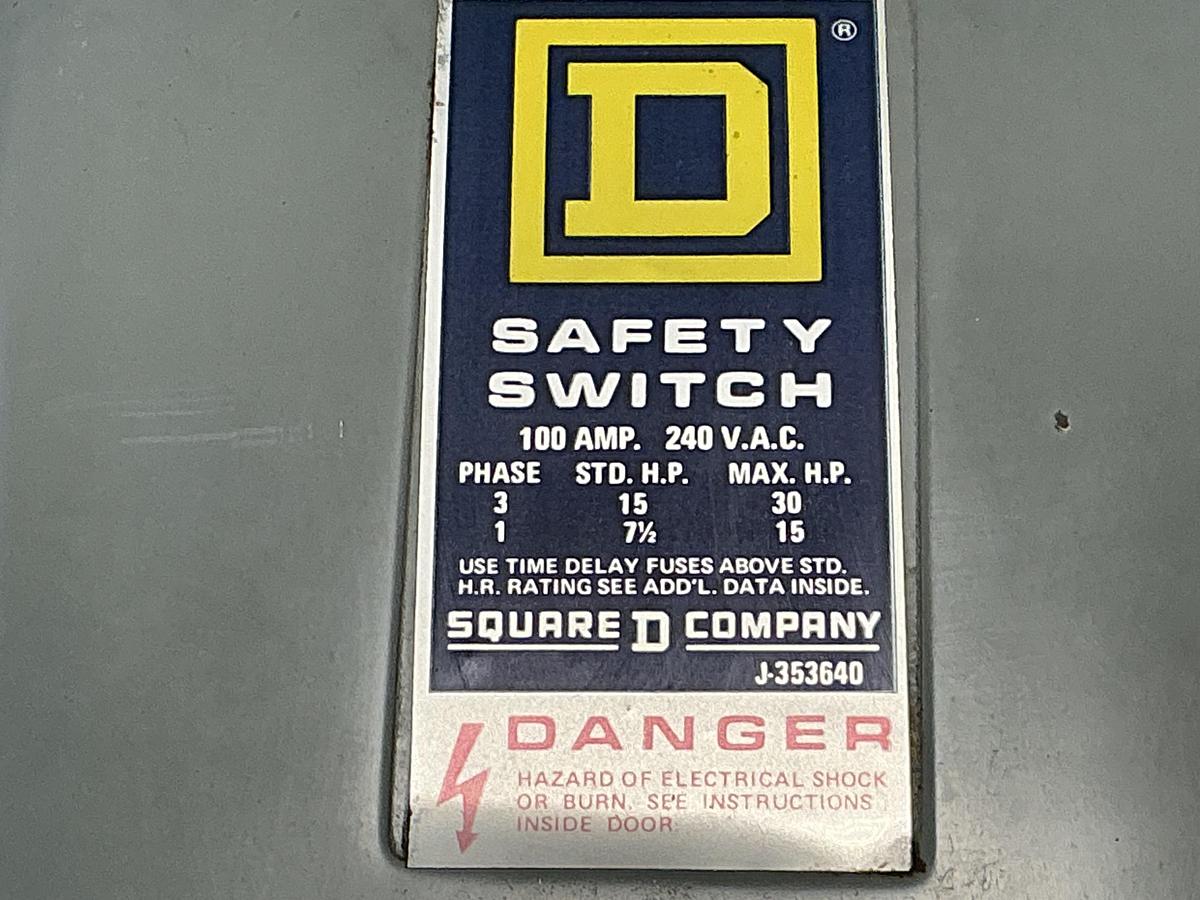 D ®
SAFETY
SWITCH
100 AMP. 240 V.A.C.
PHASE STD. H.P. MAX. H.P.
3 15 30
1 7½ 15
USE TIME DELAY FUSES ABOVE STD.
H.R. RATING SEE ADD'L. DATA INSIDE.
SQUARE D COMPANY
J-353640
DANGER
HAZARD OF ELECTRICAL SHOCK
OR BURN. SEE INSTRUCTIONS
INSIDE DOOR